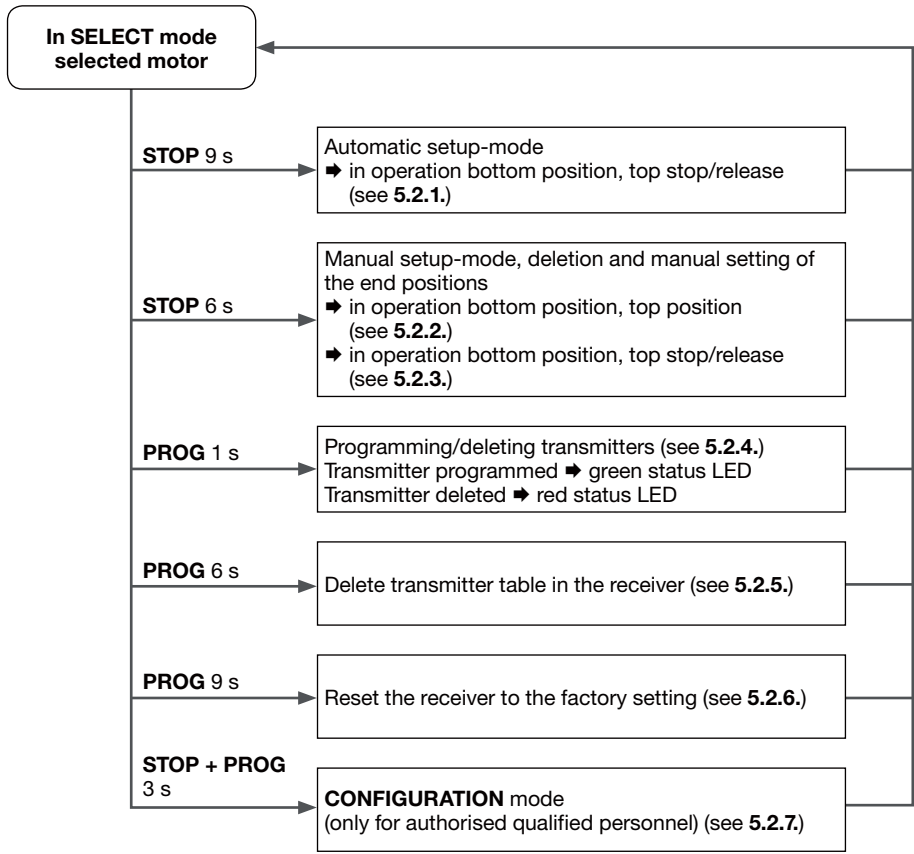 In SELECT mode
selected motor
STOP 9 s
Automatic setup-mode
➡ in operation bottom position, top stop/release
(see 5.2.1.)
STOP 6 s
Manual setup-mode, deletion and manual setting of
the end positions
➡ in operation bottom position, top position
(see 5.2.2.)
➡ in operation bottom position, top stop/release
(see 5.2.3.)
PROG 1 s
Programming/deleting transmitters (see 5.2.4.)
Transmitter programmed ➡ green status LED
Transmitter deleted ➡ red status LED
PROG 6 s
Delete transmitter table in the receiver (see 5.2.5.)
PROG 9 s
Reset the receiver to the factory setting (see 5.2.6.)
STOP + PROG
3 s
CONFIGURATION mode
(only for authorised qualified personnel) (see 5.2.7.)